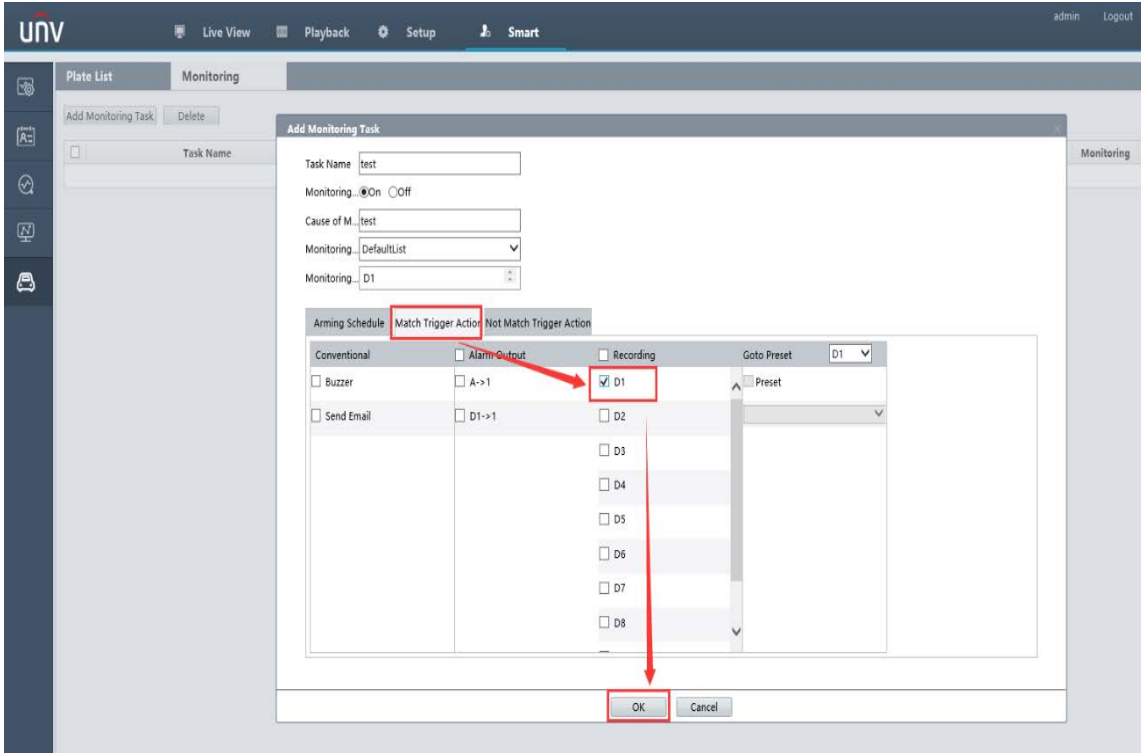 admin Logout
unv Live View Playback Setup Smart
Plate List Monitoring
Add Monitoring Task Delete
Task Name Monitoring
Add Monitoring Task
Task Name test
Monitoring... On Off
Cause of M... test
Monitoring... DefaultList
Monitoring... D1
Arming Schedule Match Trigger Action Not Match Trigger Action
Conventional Alarm Output Recording Goto Preset D1
Buzzer A->1 D1 Preset
Send Email D1->1 D2
D3
D4
D5
D6
D7
D8
OK Cancel